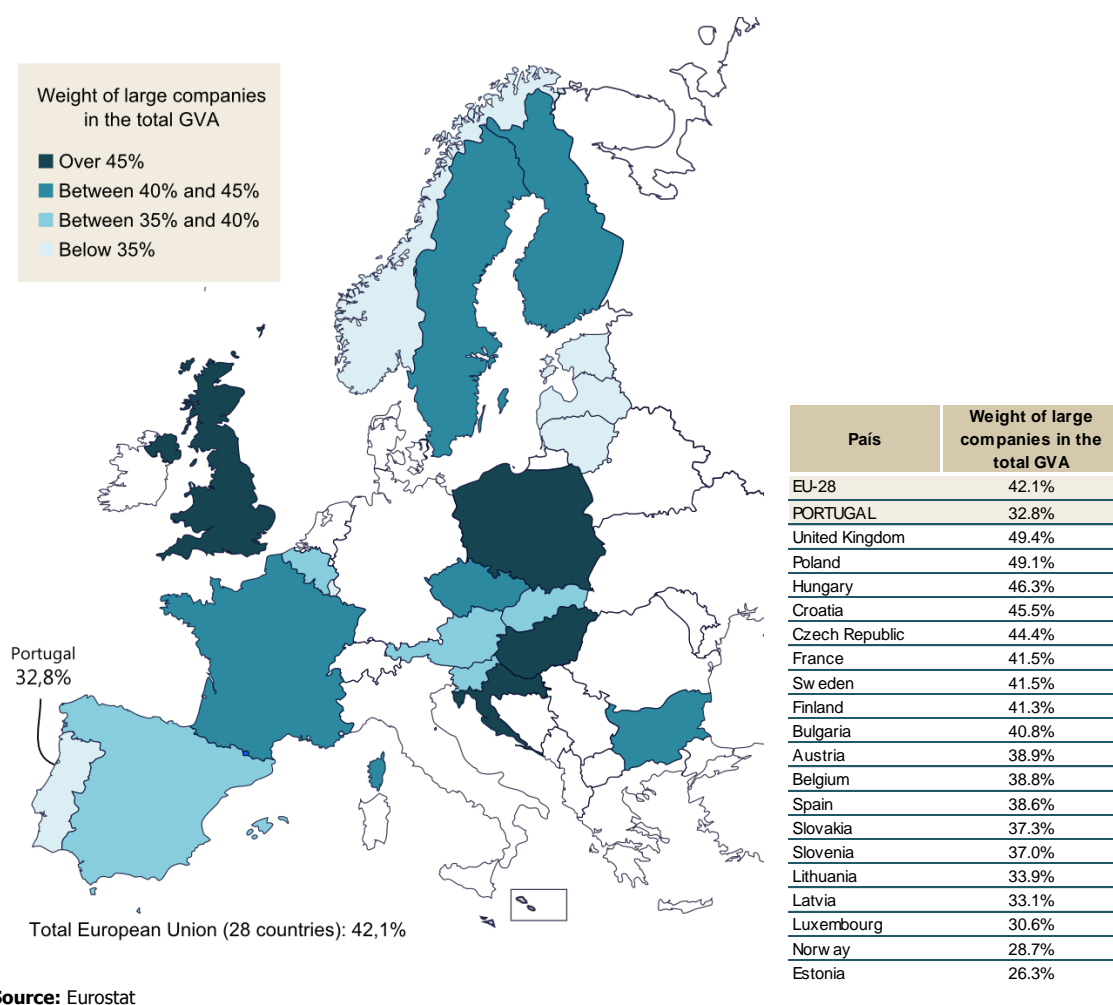 Weight of large companies
in the total GVA
Over 45%
Between 40% and 45%
Between 35% and 40%
Below 35%
Portugal
32,8%
Total European Union (28 countries): 42,1%
País Weight of large
companies in the
total GVA
EU-28 42.1%
PORTUGAL 32.8%
United Kingdom 49.4%
Poland 49.1%
Hungary 46.3%
Croatia 45.5%
Czech Republic 44.4%
France 41.5%
Sweden 41.5%
Finland 41.3%
Bulgaria 40.8%
Austria 38.9%
Belgium 38.8%
Spain 38.6%
Slovakia 37.3%
Slovenia 37.0%
Lithuania 33.9%
Latvia 33.1%
Luxembourg 30.6%
Norway 28.7%
Estonia 26.3%
Source: Eurostat